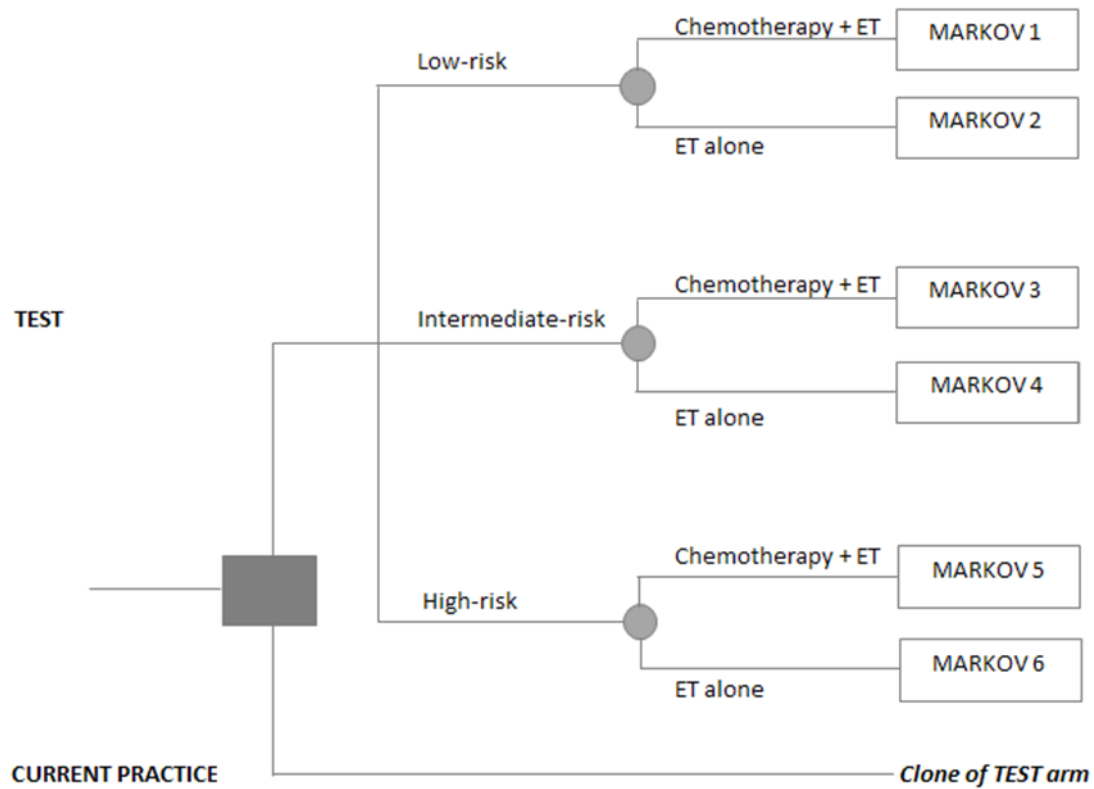 Chemotherapy + ET
MARKOV 1
Low-risk
MARKOV 2
ET alone
Chemotherapy + ET
MARKOV 3
TEST
Intermediate-risk
MARKOV 4
ET alone
Chemotherapy + ET
MARKOV 5
High-risk
MARKOV 6
ET alone
CURRENT PRACTICE
Clone of TEST arm